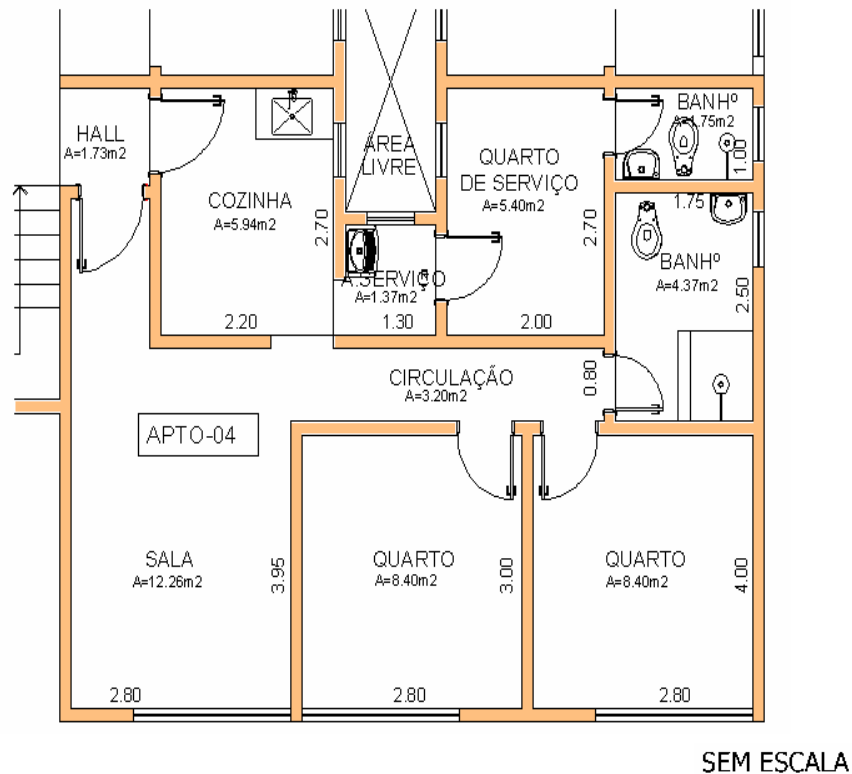 HALL
A=1.73m2
COZINHA
A=5.94m2
2.70
2.20
ÁREA
LIVRE
A.SERVIÇO
A=1.37m2
1.30
QUARTO
DE SERVIÇO
A=5.40m2
2.70
2.00
BANHº
A=1.75m2
1.00
1.75
BANHº
A=4.37m2
2.50
CIRCULAÇÃO
A=3.20m2
0.80
APTO-04
SALA
A=12.26m2
3.95
2.80
QUARTO
A=8.40m2
3.00
2.80
QUARTO
A=8.40m2
4.00
2.80
SEM ESCALA